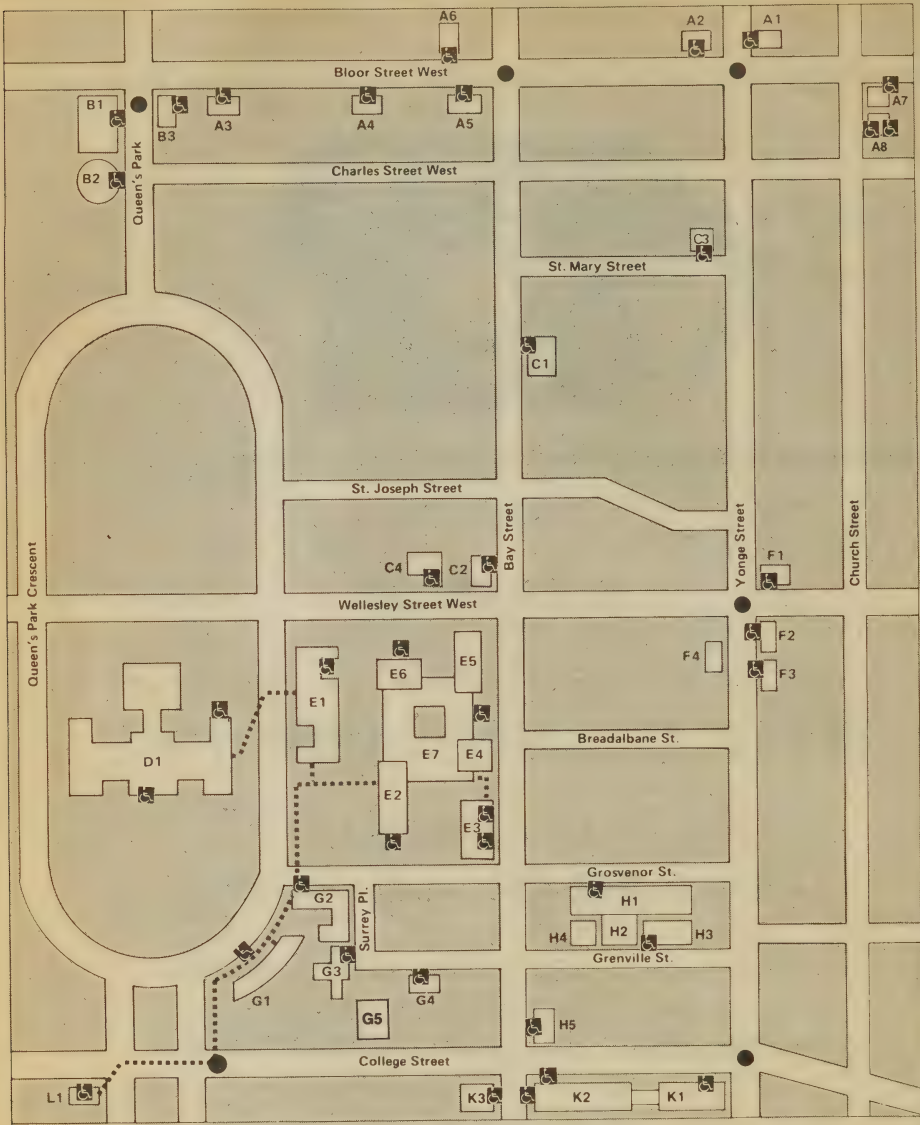 A6
A2
A1
Bloor Street West
B1
B3
A3
A4
A5
A7
A8
B2
Queen's Park
Charles Street West
C3
St. Mary Street
C1
St. Joseph Street
Bay Street
Yonge Street
Church Street
Queen's Park Crescent
C4
C2
F1
Wellesley Street West
F2
F4
F3
E1
E6
E5
E7
E4
E2
E3
D1
Breadalbane St.
Grosvenor St.
G2
Surrey Pl.
H1
H4
H2
H3
Grenville St.
G1
G3
G4
G5
H5
College Street
L1
K3
K2
K1